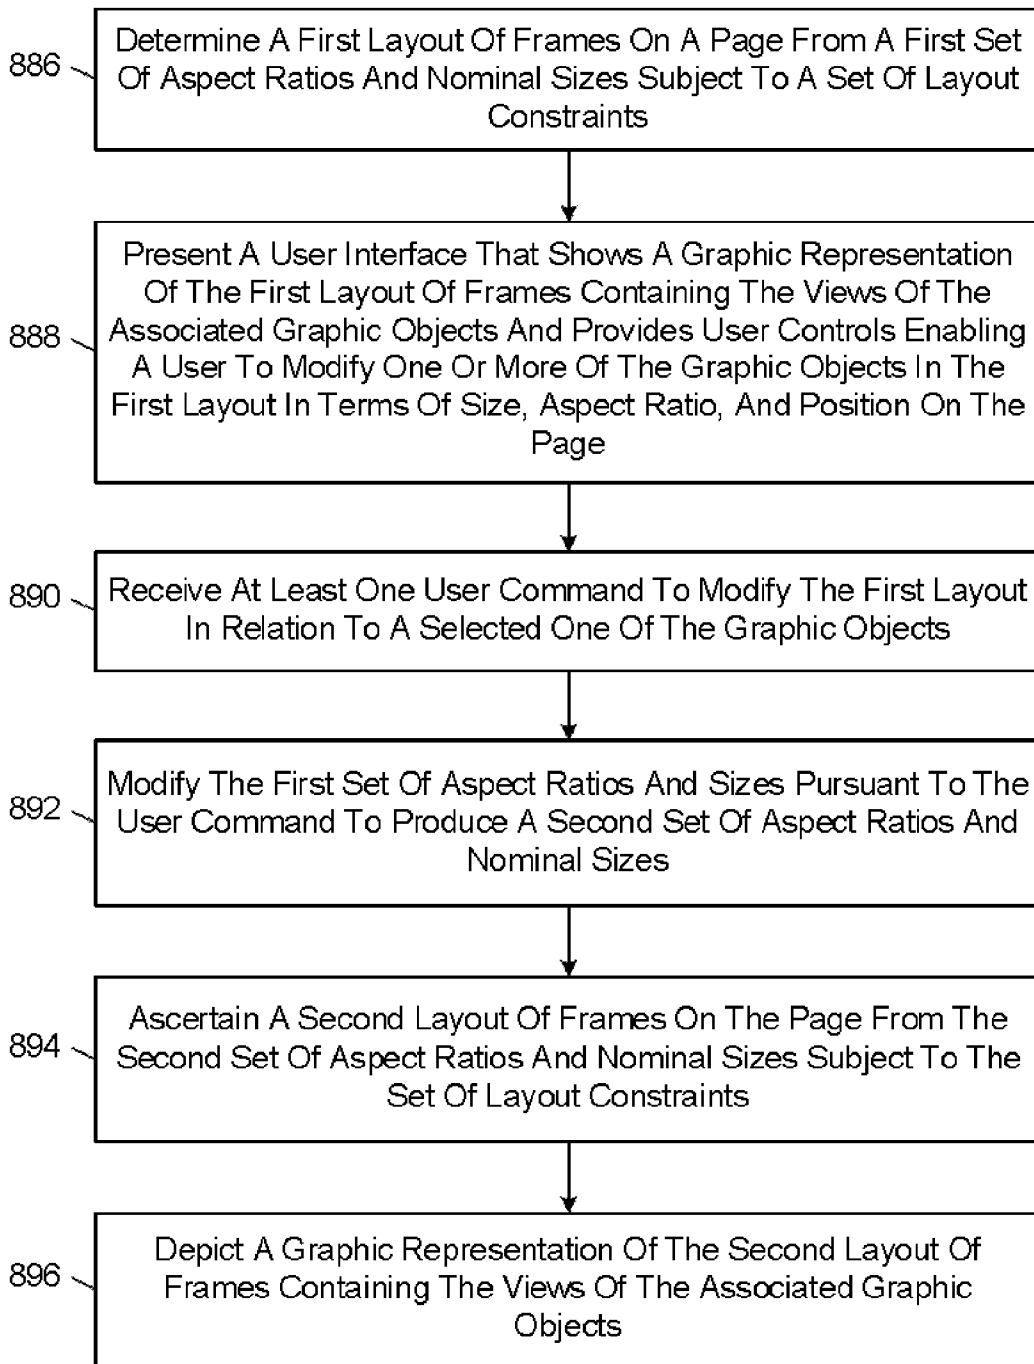 886
Determine A First Layout Of Frames On A Page From A First Set
Of Aspect Ratios And Nominal Sizes Subject To A Set Of Layout
Constraints
888
Present A User Interface That Shows A Graphic Representation
Of The First Layout Of Frames Containing The Views Of The
Associated Graphic Objects And Provides User Controls Enabling
A User To Modify One Or More Of The Graphic Objects In The
First Layout In Terms Of Size, Aspect Ratio, And Position On The
Page
890
Receive At Least One User Command To Modify The First Layout
In Relation To A Selected One Of The Graphic Objects
892
Modify The First Set Of Aspect Ratios And Sizes Pursuant To The
User Command To Produce A Second Set Of Aspect Ratios And
Nominal Sizes
894
Ascertain A Second Layout Of Frames On The Page From The
Second Set Of Aspect Ratios And Nominal Sizes Subject To The
Set Of Layout Constraints
896
Depict A Graphic Representation Of The Second Layout Of
Frames Containing The Views Of The Associated Graphic
Objects